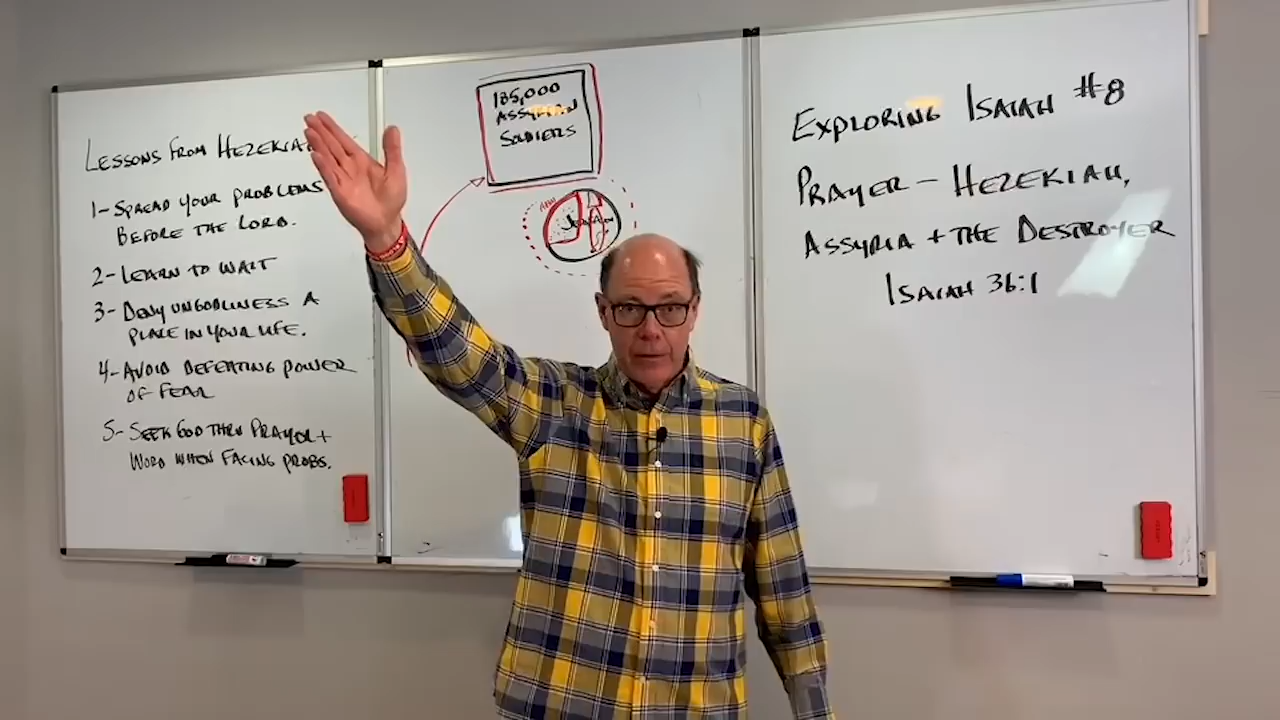 LESSONS FROM HEZEKIAH
1- SPREAD YOUR PROBLEMS
BEFORE THE LORD.
2- LEARN TO WAIT
3- DENY UNGODLINESS A
PLACE IN YOUR LIFE.
4- AVOID DEFEATING POWER
OF FEAR
5- SEEK GOD THRU PRAYER +
WORD WHEN FACING PROBS.
185,000
ASSYRIAN
SOLDIERS
EXPLORING ISAIAH #8
PRAYER - HEZEKIAH,
ASSYRIA + THE DESTROYER
ISAIAH 36:1